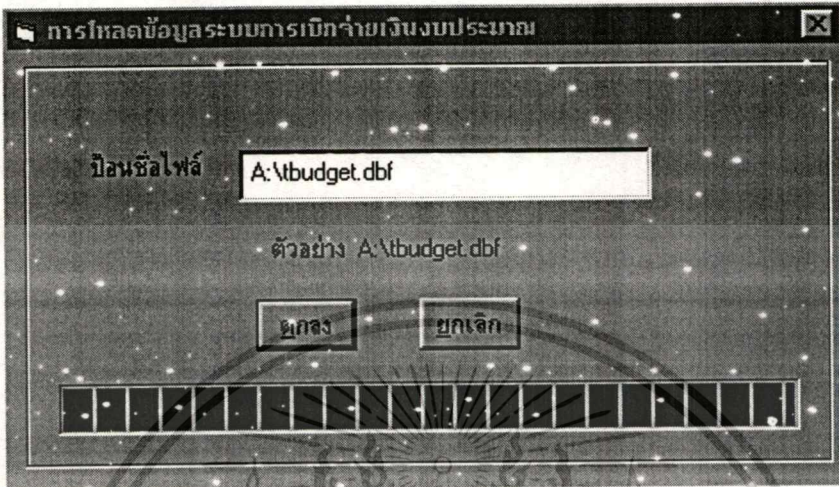 การโหลดข้อมูลระบบการเบิกจ่ายเงินงบประมาณ
ป้อนชื่อไฟล์
A:\tbudget.dbf
ตัวอย่าง A:\tbudget.dbf
ตกลง
ยกเลิก